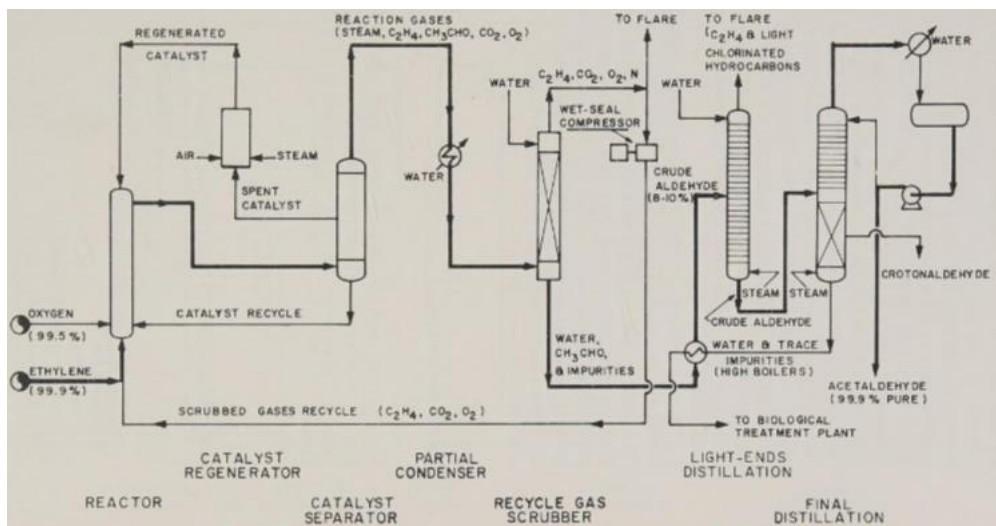 REACTION GASES
(STEAM, C2H4, CH3CHO, CO2, O2)
REGENERATED
CATALYST
AIR
STEAM
SPENT
CATALYST
WATER
WATER
C2H4, CO2, O2, N
TO FLARE
WET-SEAL
COMPRESSOR
TO FLARE
(C2H4 & LIGHT
CHLORINATED
HYDROCARBONS
WATER
WATER
CRUDE
ALDEHYDE
(8-10%)
CROTONALDEHYDE
STEAM
STEAM
CRUDE ALDEHYDE
OXYGEN
(99.5%)
CATALYST RECYCLE
ETHYLENE
(99.9%)
WATER,
CH3CHO,
& IMPURITIES
WATER & TRACE
IMPURITIES
(HIGH BOILERS)
ACETALDEHYDE
(99.9% PURE)
SCRUBBED GASES RECYCLE (C2H4, CO2, O2)
TO BIOLOGICAL
TREATMENT PLANT
CATALYST
REGENERATOR
PARTIAL
CONDENSER
LIGHT-ENDS
DISTILLATION
REACTOR
CATALYST
SEPARATOR
RECYCLE GAS
SCRUBBER
FINAL
DISTILLATION